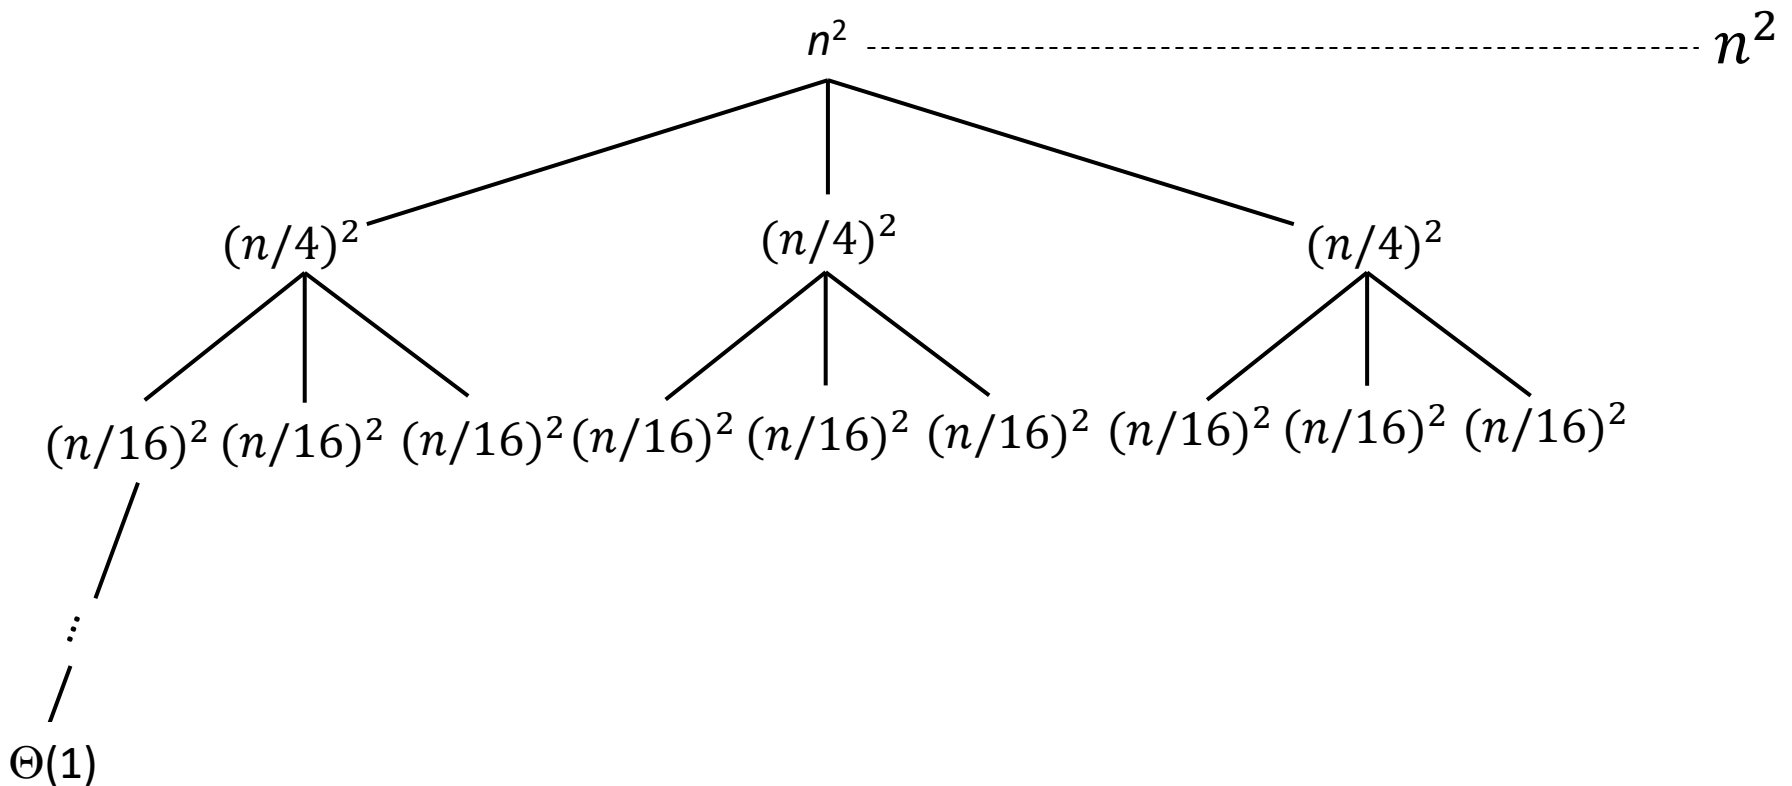 n² n²
(n/4)² (n/4)² (n/4)²
(n/16)² (n/16)² (n/16)² (n/16)² (n/16)² (n/16)² (n/16)² (n/16)² (n/16)²
...
Θ(1)